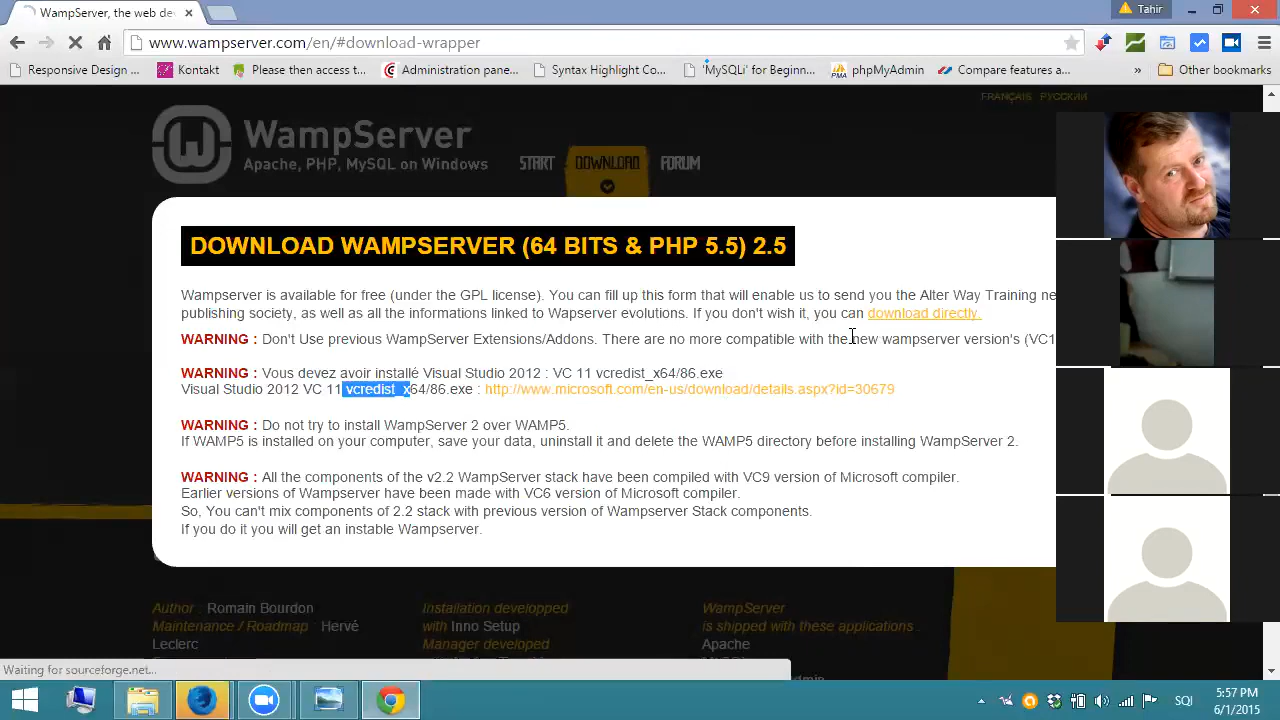 WampServer, the web dev
Tahir
www.wampserver.com/en/#download-wrapper
Responsive Design ... Kontakt Please then access t... Administration pane... Syntax Highlighting Co... 'MySQLi' for Beginn... phpMyAdmin Compare features a... Other bookmarks
FRANÇAIS РУССКИЙ
WampServer
Apache, PHP, MySQL on Windows
START DOWNLOAD FORUM
DOWNLOAD WAMPSERVER (64 BITS & PHP 5.5) 2.5
Wampserver is available for free (under the GPL license). You can fill up this form that will enable us to send you the Alter Way Training ne
publishing society, as well as all the informations linked to Wapserver evolutions. If you don't wish it, you can download directly.
WARNING : Don't Use previous WampServer Extensions/Addons. There are no more compatible with the new wampserver version's (VC1
WARNING : Vous devez avoir installé Visual Studio 2012 : VC 11 vcredist_x64/86.exe
Visual Studio 2012 VC 11 vcredist_x64/86.exe : http://www.microsoft.com/en-us/download/details.aspx?id=30679
WARNING : Do not try to install WampServer 2 over WAMP5.
If WAMP5 is installed on your computer, save your data, uninstall it and delete the WAMP5 directory before installing WampServer 2.
WARNING : All the components of the v2.2 WampServer stack have been compiled with VC9 version of Microsoft compiler.
Earlier versions of Wampserver have been made with VC6 version of Microsoft compiler.
So, You can't mix components of 2.2 stack with previous version of Wampserver Stack components.
If you do it you will get an instable Wampserver.
Author : Romain Bourdon
Maintenance / Roadmap : Hervé
Leclerc
Installation developped
with Inno Setup
Manager developed
WampServer
is shipped with these applications :
Apache
Waiting for sourceforge.net...
SQI
5:57 PM
6/1/2015